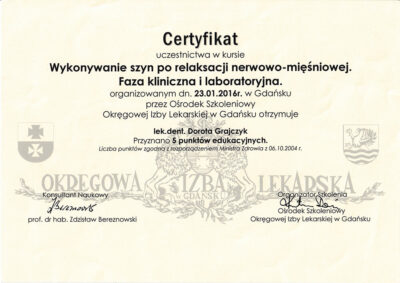 Certyfikat
uczestnictwa w kursie
Wykonywanie szyn po relaksacji nerwowo-mięśniowej.
Faza kliniczna i laboratoryjna.
organizowanym dn. 23.01.2016r. w Gdańsku
przez Ośrodek Szkoleniowy
Okręgowej Izby Lekarskiej w Gdańsku otrzymuje
lek.dent. Dorota Grajczyk
Przyznano 5 punktów edukacyjnych.
Liczba punktów zgodna z rozporządzeniem Ministra Zdrowia z 06.10.2004 r.
OKRĘGOWA IZBA LEKARSKA
W GDAŃSKU
Konsultant Naukowy
prof. dr hab. Zdzisław Bereznowski
Organizator Szkolenia
Ośrodek Szkoleniowy
Okręgowej Izby Lekarskiej w Gdańsku